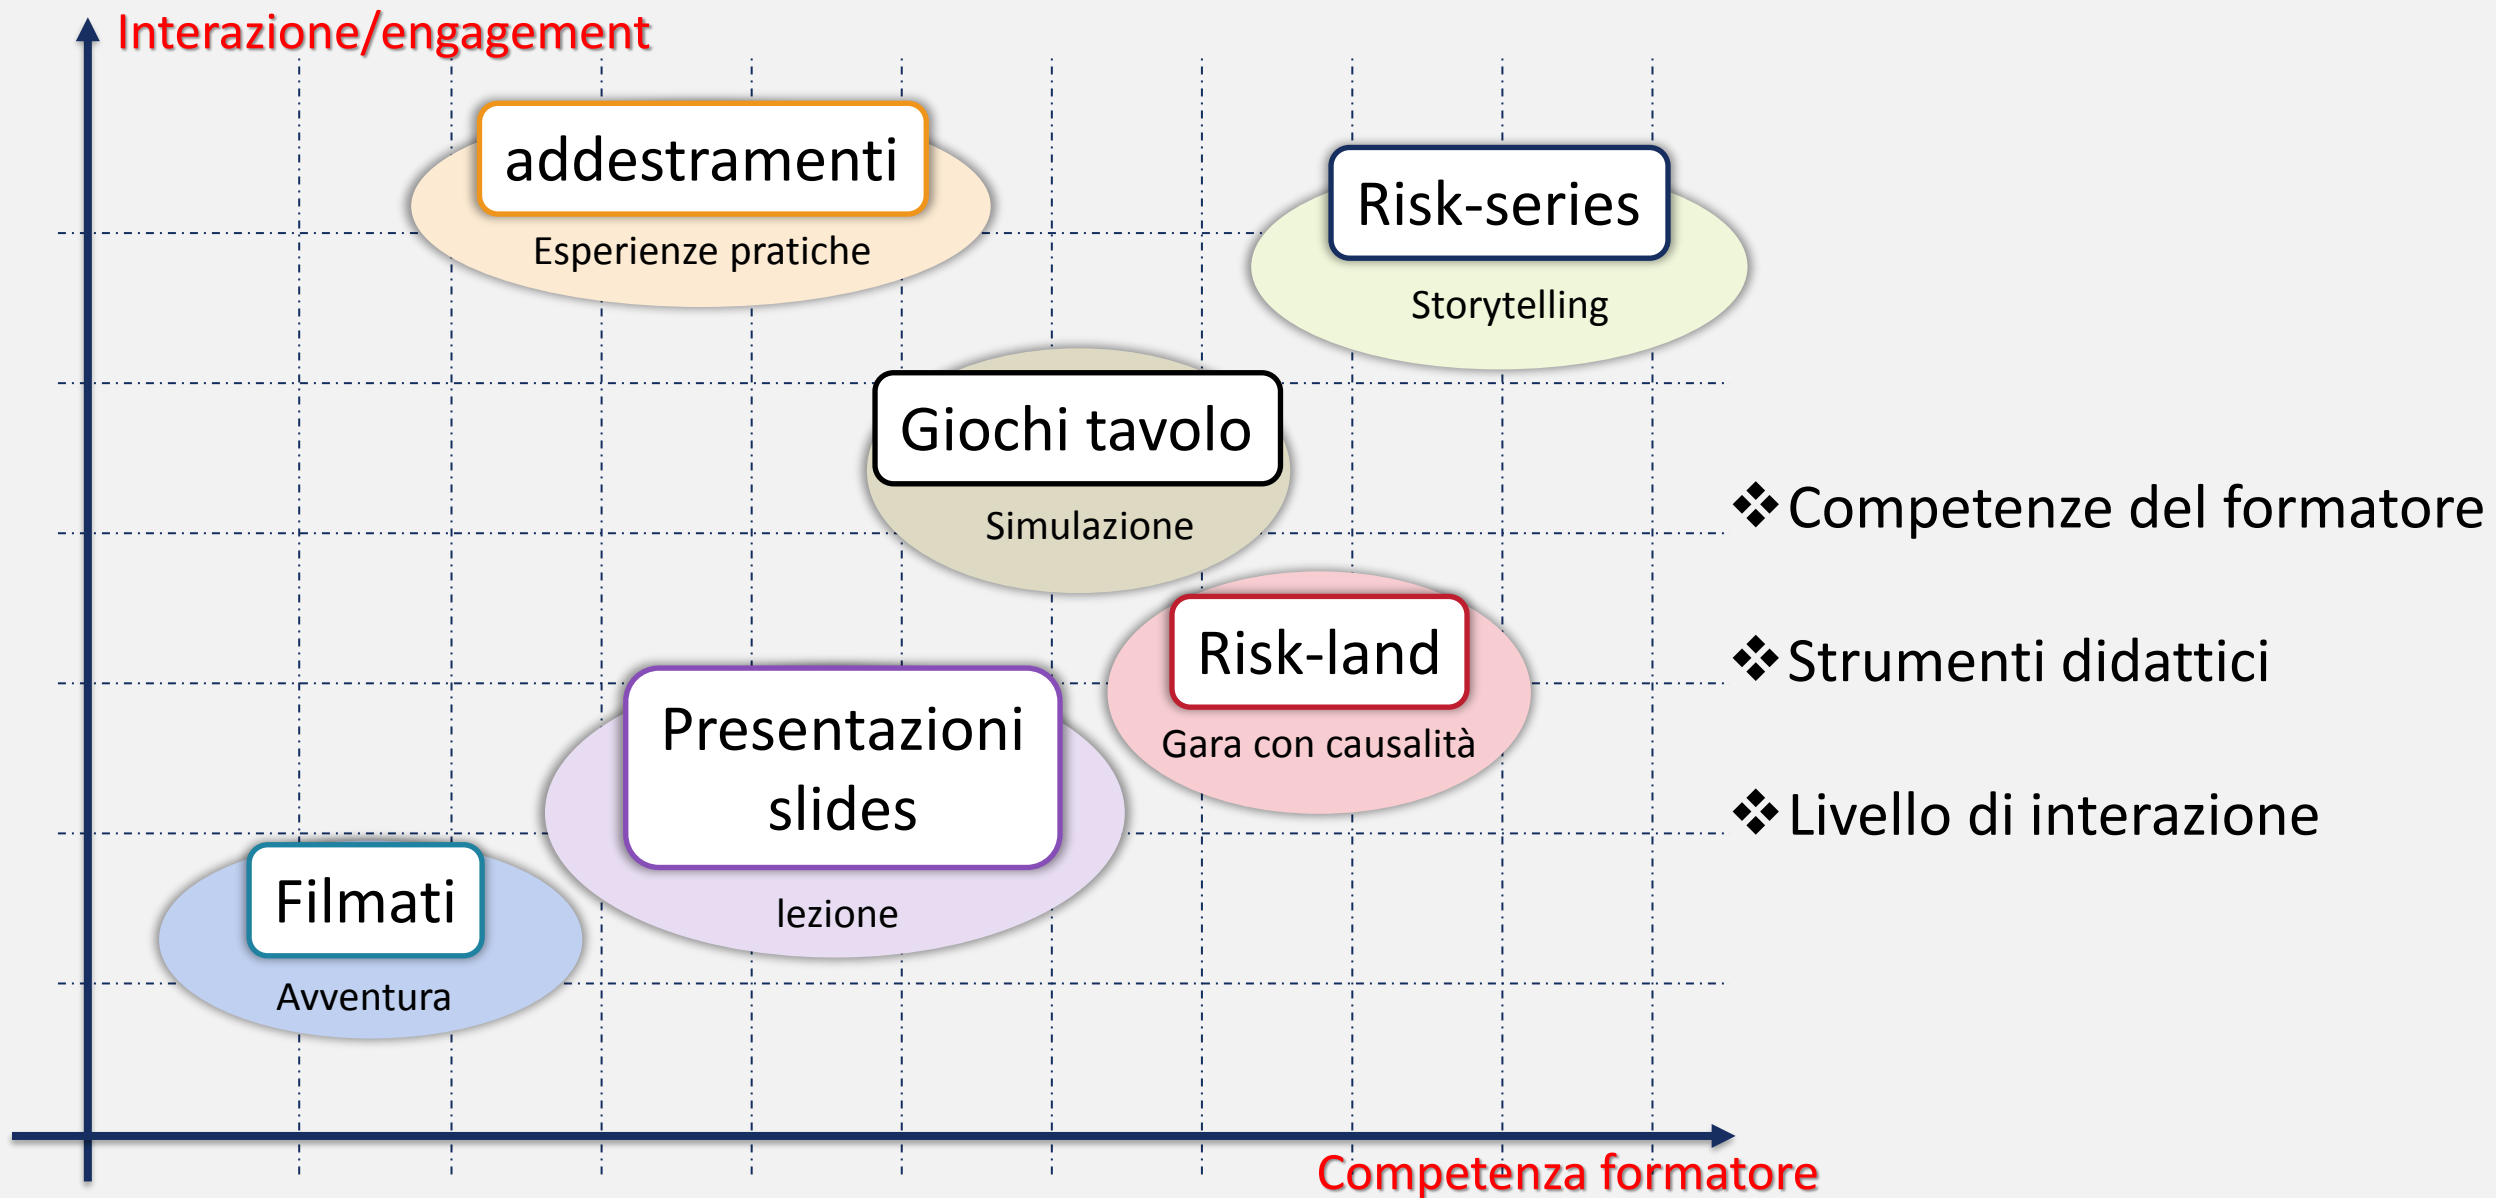 Interazione/engagement
addestramenti
Esperienze pratiche
Risk-series
Storytelling
Giochi tavolo
Simulazione
Risk-land
Gara con causalità
Presentazioni
slides
lezione
Filmati
Avventura
❖Competenze del formatore
❖Strumenti didattici
❖Livello di interazione
Competenza formatore